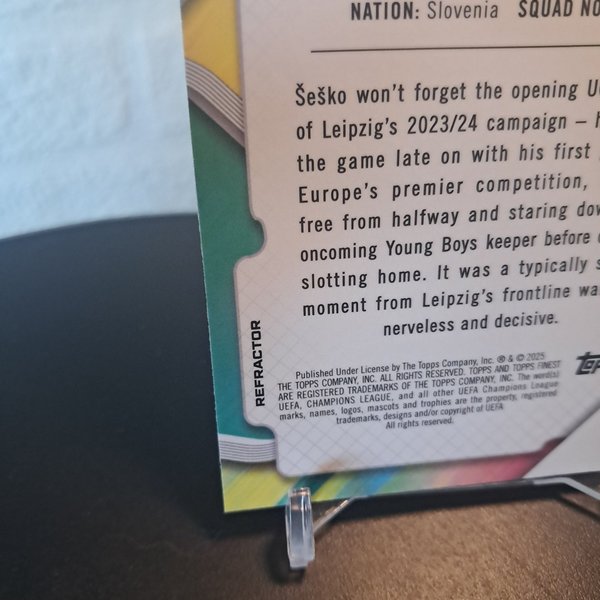 NATION: Slovenia SQUAD NO
Šeško won't forget the opening
of Leipzig's 2023/24 campaign –
the game late on with his first
Europe's premier competition,
free from halfway and staring
oncoming Young Boys keeper before
slotting home. It was a typically
moment from Leipzig's frontline
nerveless and decisive.
Published Under License by The Topps Company, Inc. ® & © 2025
THE TOPPS COMPANY, INC. ALL RIGHTS RESERVED. TOPPS AND TOPPS FINEST
ARE REGISTERED TRADEMARKS OF THE TOPPS COMPANY, INC. The word(s)
UEFA, CHAMPIONS LEAGUE, and all other UEFA Champions League
marks, names, logos, mascots and trophies are the property, registered
trademarks, designs and/or copyright of UEFA
All rights reserved.
REFRACTOR